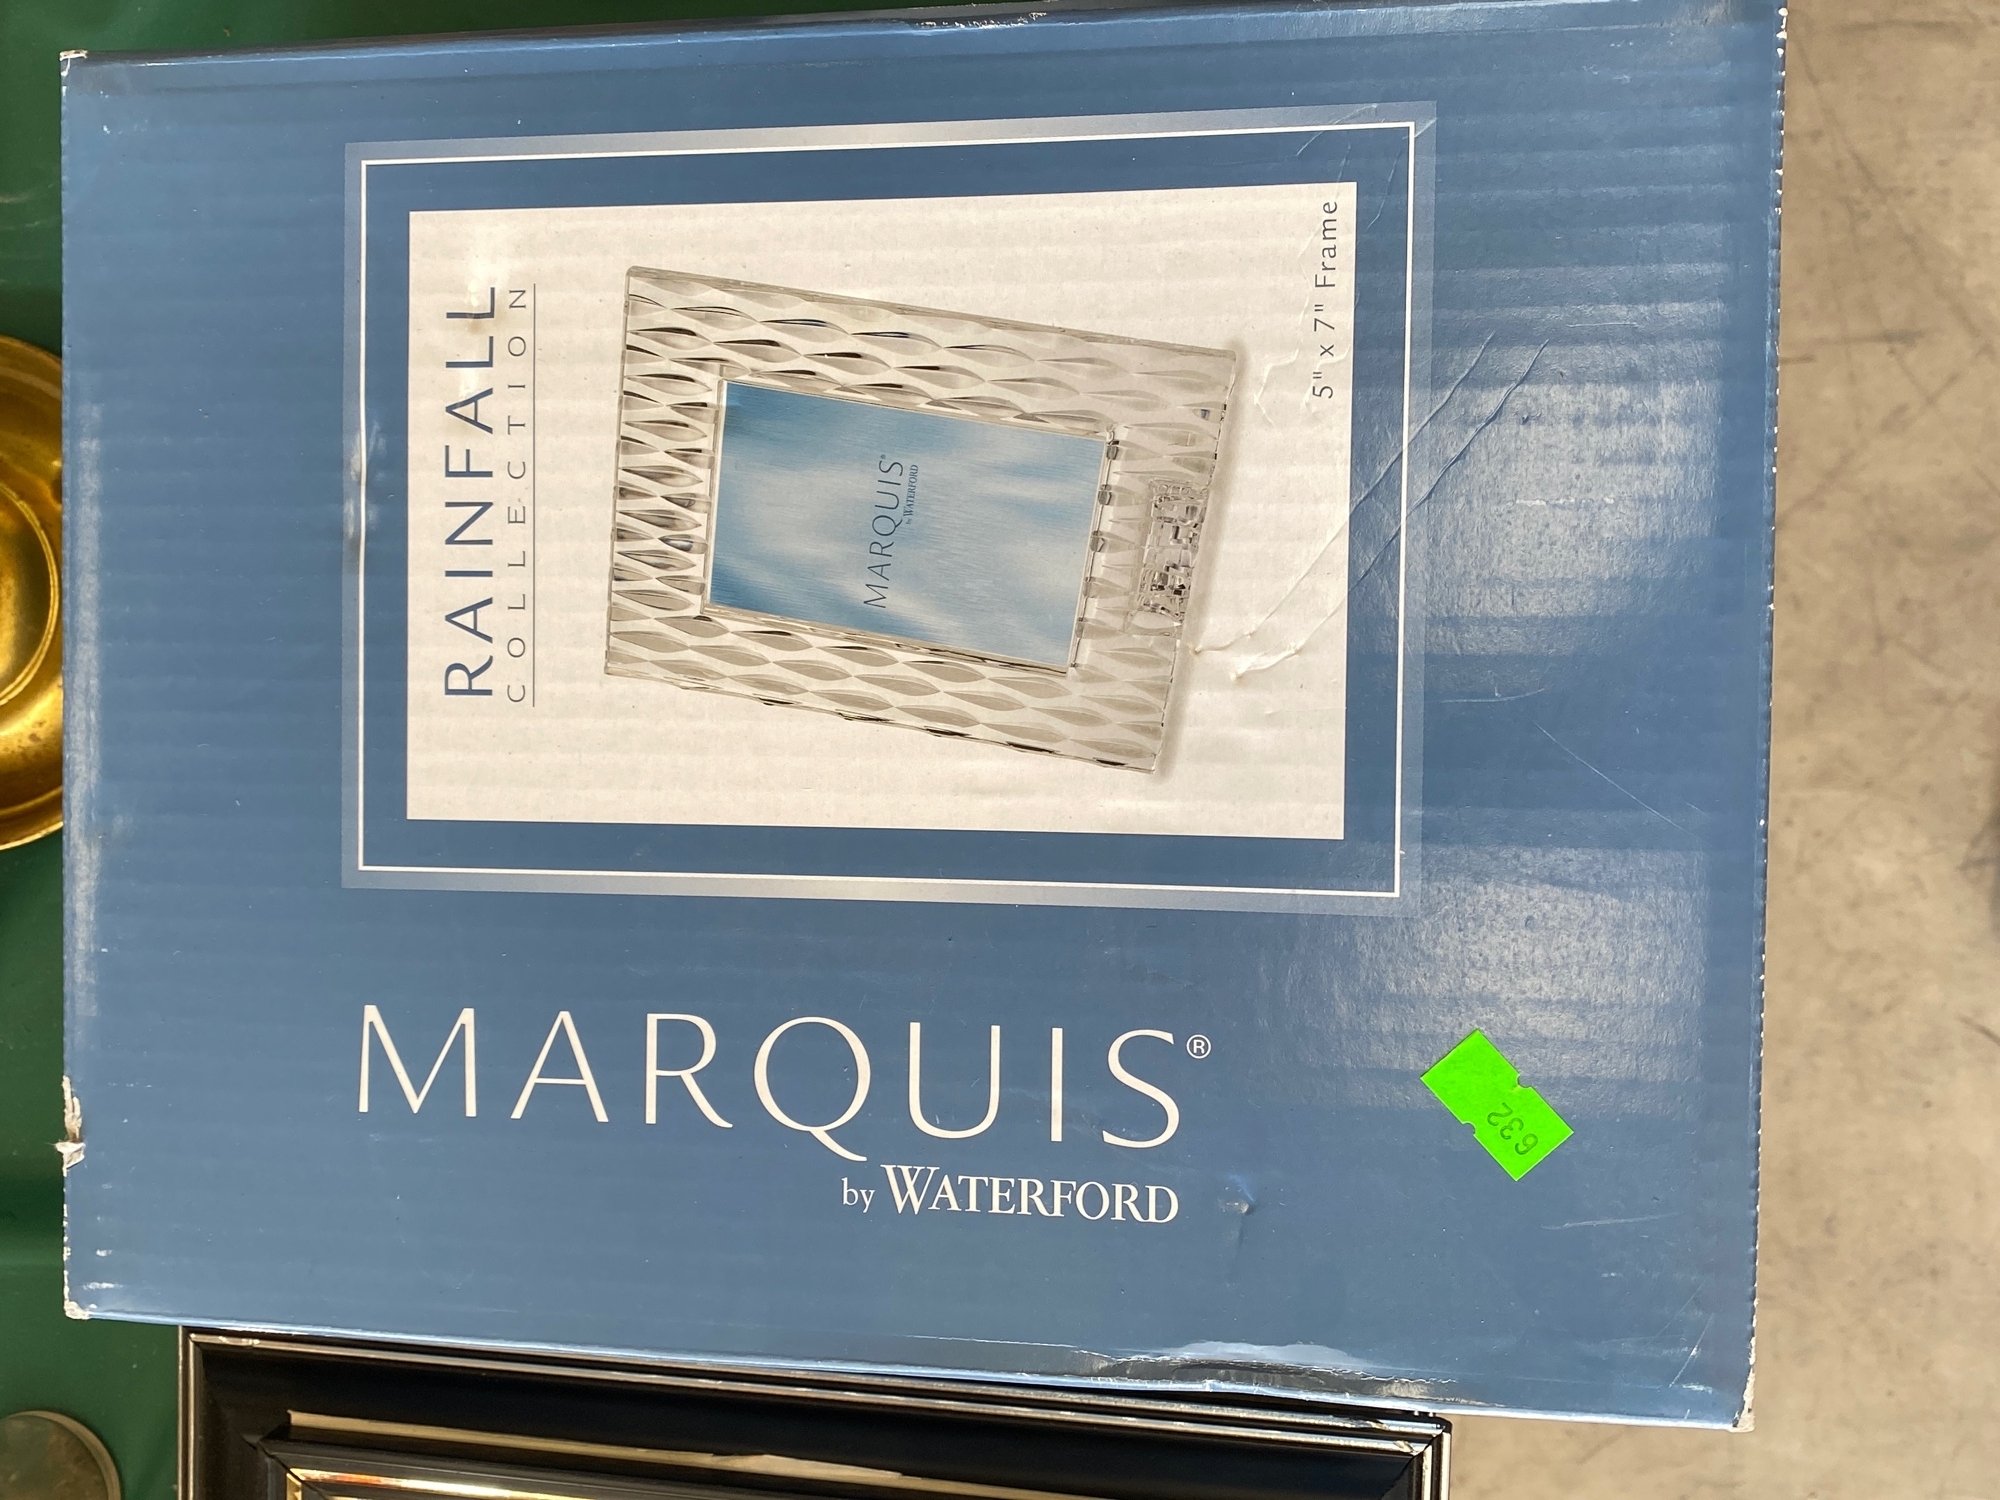 RAINFALL
COLLECTION
MARQUIS®
by WATERFORD
5" x 7" Frame
MARQUIS®
by WATERFORD
632